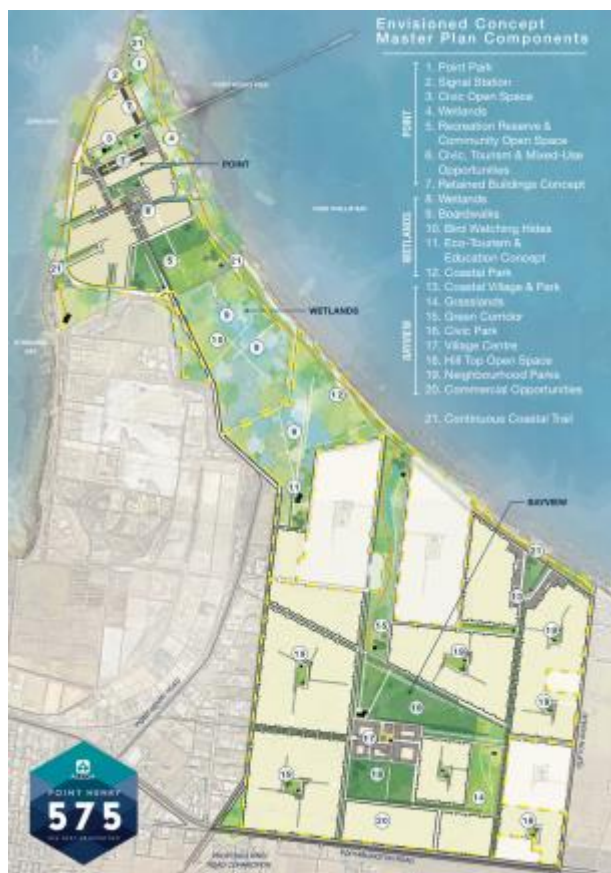 Envisioned Concept
Master Plan Components
POINT
1. Point Park
2. Signal Station
3. Civic Open Space
4. Wetlands
5. Recreation Reserve &
Community Open Space
6. Civic, Tourism & Mixed-Use
Opportunities
7. Retained Buildings Concept
WETLANDS
8. Wetlands
9. Boardwalks
10. Bird Watching Hides
11. Eco-Tourism &
Education Concept
12. Coastal Park
BAYVIEW
13. Coastal Village & Park
14. Grasslands
15. Green Corridor
16. Civic Park
17. Village Centre
18. Hill Top Open Space
19. Neighbourhood Parks
20. Commercial Opportunities
21. Continuous Coastal Trail
POINT
WETLANDS
BAYVIEW
POINT HENRY ROAD
ALCOA
POINT HENRY
575